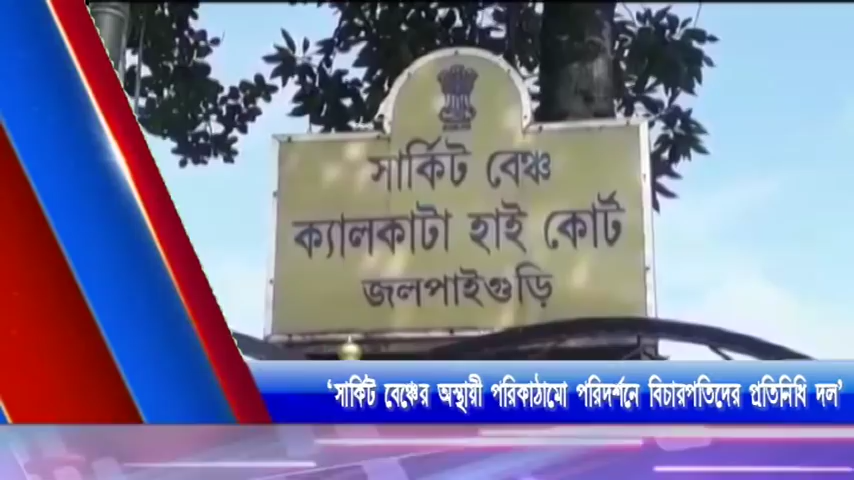 সার্কিট বেঞ্চ
ক্যালকাটা হাই কোর্ট
জলপাইগুড়ি
‘সার্কিট বেঞ্চের অস্থায়ী পরিকাঠামো পরিদর্শনে বিচারপতিদের প্রতিনিধি দল’